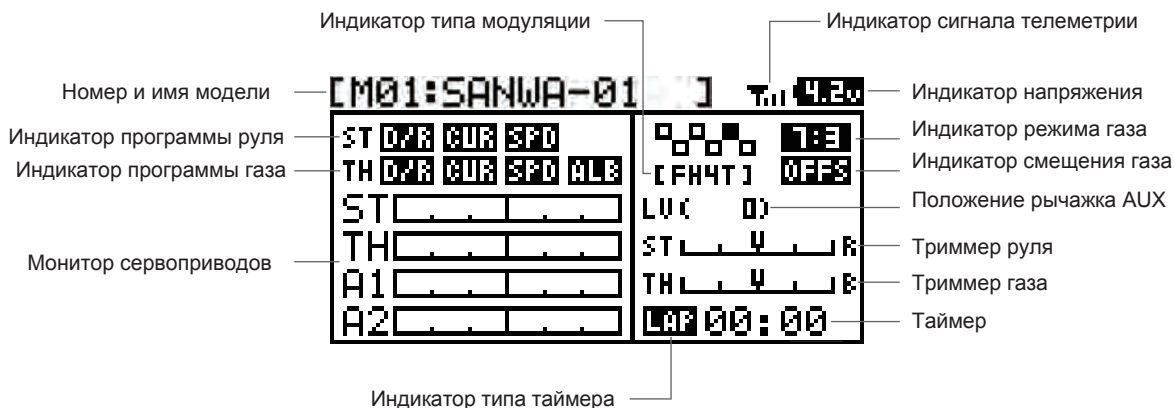 Индикатор типа модуляции
Индикатор сигнала телеметрии
Номер и имя модели
[M01:SANWA-01 ]
4.2v
Индикатор напряжения
Индикатор программы руля
ST D/R CUR SPD
7:3
Индикатор режима газа
Индикатор программы газа
TH D/R CUR SPD ALB
[FH4T]
OFFS
Индикатор смещения газа
ST
LV( 0)
Положение рычажка AUX
TH
ST R
Триммер руля
Монитор сервоприводов
A1
TH B
Триммер газа
A2
LAP 00:00
Таймер
Индикатор типа таймера